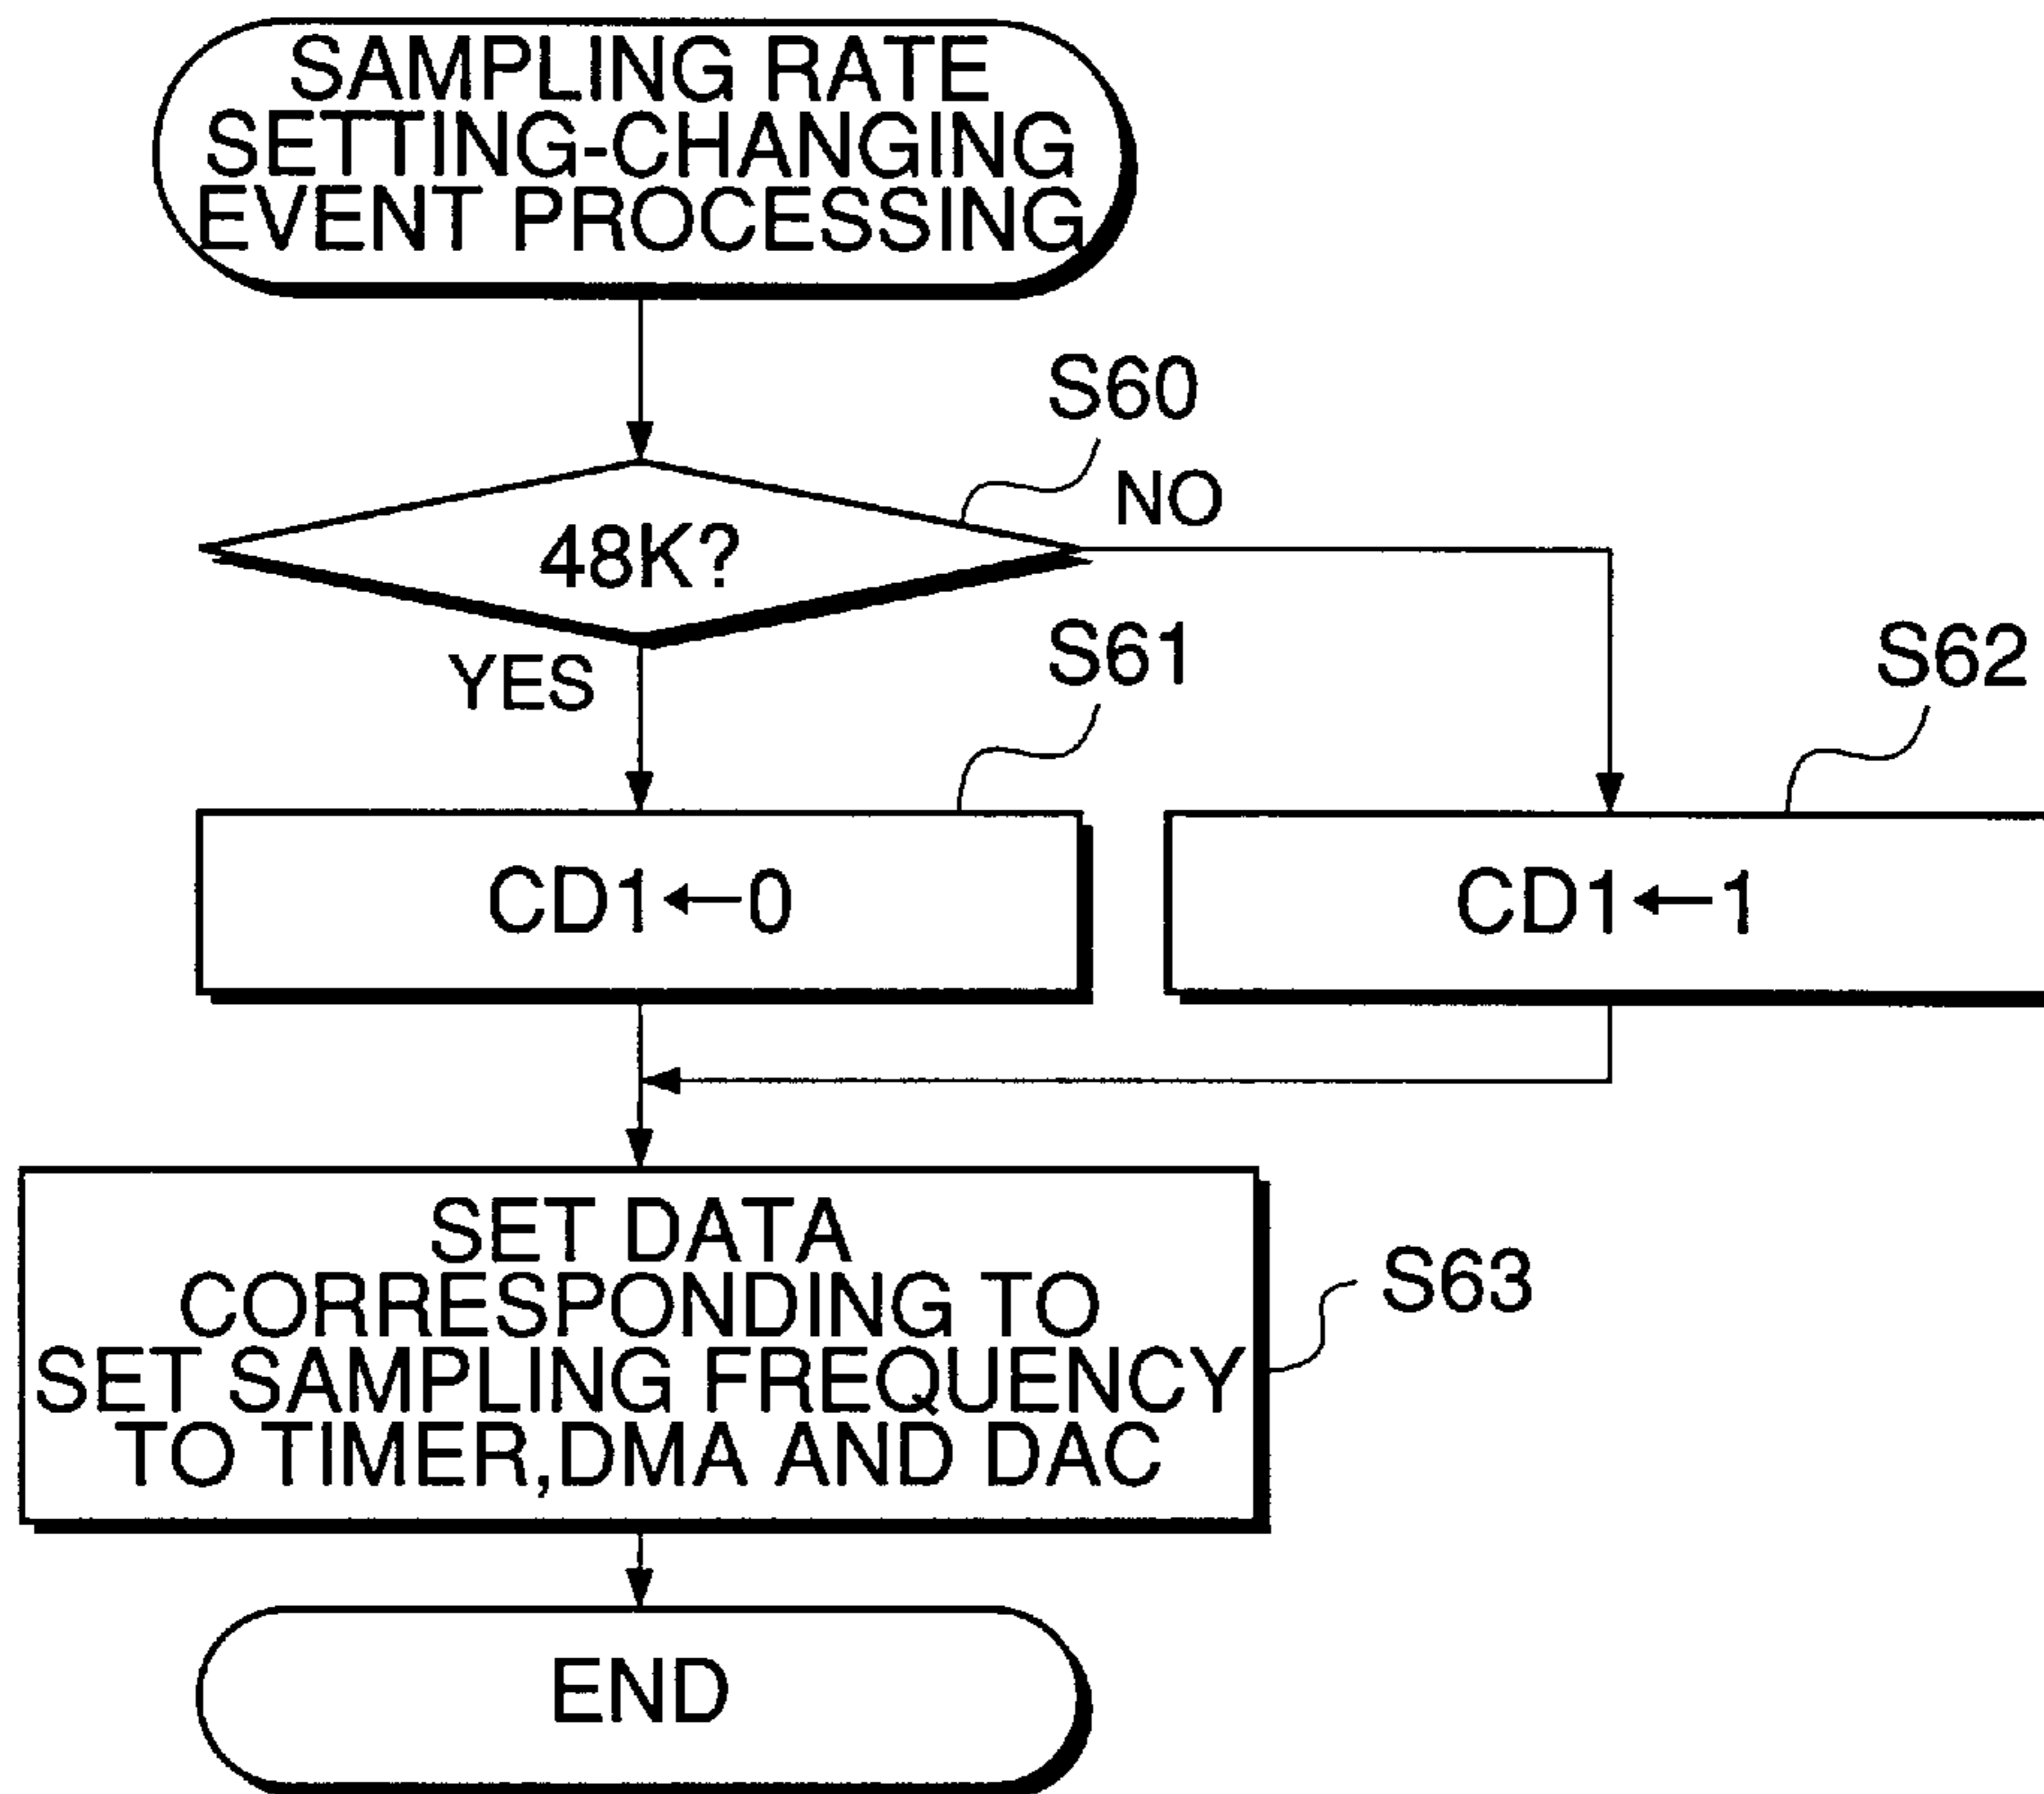 SAMPLING RATE
SETTING-CHANGING
EVENT PROCESSING
S60
48K?
NO
YES
S61
S62
CD1←0
CD1←1
SET DATA
CORRESPONDING TO
SET SAMPLING FREQUENCY
TO TIMER,DMA AND DAC
S63
END